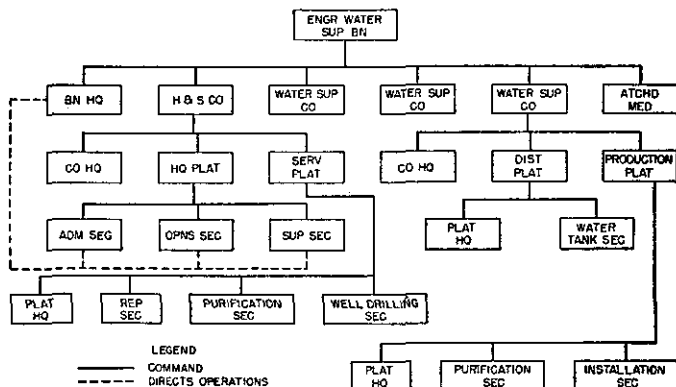 ENGR WATER
SUP BN
BN HQ
H & S CO
WATER SUP
CO
WATER SUP
CO
WATER SUP
CO
ATCHD
MED
CO HQ
HQ PLAT
SERV
PLAT
CO HQ
DIST
PLAT
PRODUCTION
PLAT
ADM SEG
OPNS SEC
SUP SEC
PLAT
HQ
WATER
TANK SEC
PLAT
HQ
REP
SEC
PURIFICATION
SEC
WELL DRILLING
SEC
LEGEND
COMMAND
DIRECTS OPERATIONS
PLAT
HQ
PURIFICATION
SEC
INSTALLATION
SEC